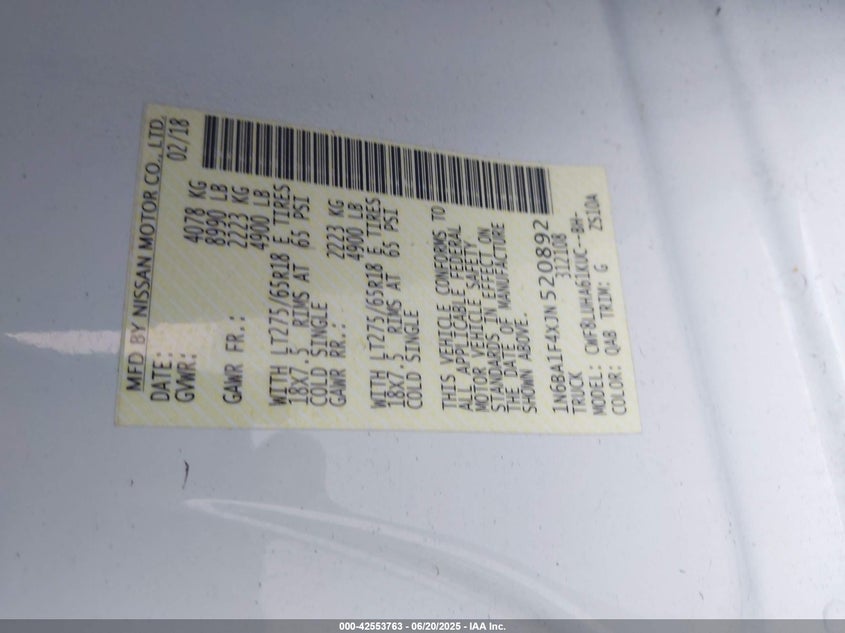 MFD BY NISSAN MOTOR CO., LTD.
DATE: 02/18
GVWR: 4078 KG
8990 LB
GAWR FR.: 2223 KG
4900 LB
WITH LT275/65R18 E TIRES
18X7.5 RIMS AT 65 PSI
COLD SINGLE
GAWR RR.: 2223 KG
4900 LB
WITH LT275/65R18 E TIRES
18X7.5 RIMS AT 65 PSI
COLD SINGLE
THIS VEHICLE CONFORMS TO
ALL APPLICABLE FEDERAL
MOTOR VEHICLE SAFETY
STANDARDS IN EFFECT ON
THE DATE OF MANUFACTURE
SHOWN ABOVE.
1N6BA1F4XJN520892
TRUCK 312108
MODEL: CWF8LUHA61KUC--BH-
COLOR: QAB TRIM: G ZS10A
000-42553763 - 06/20/2025 - IAA Inc.